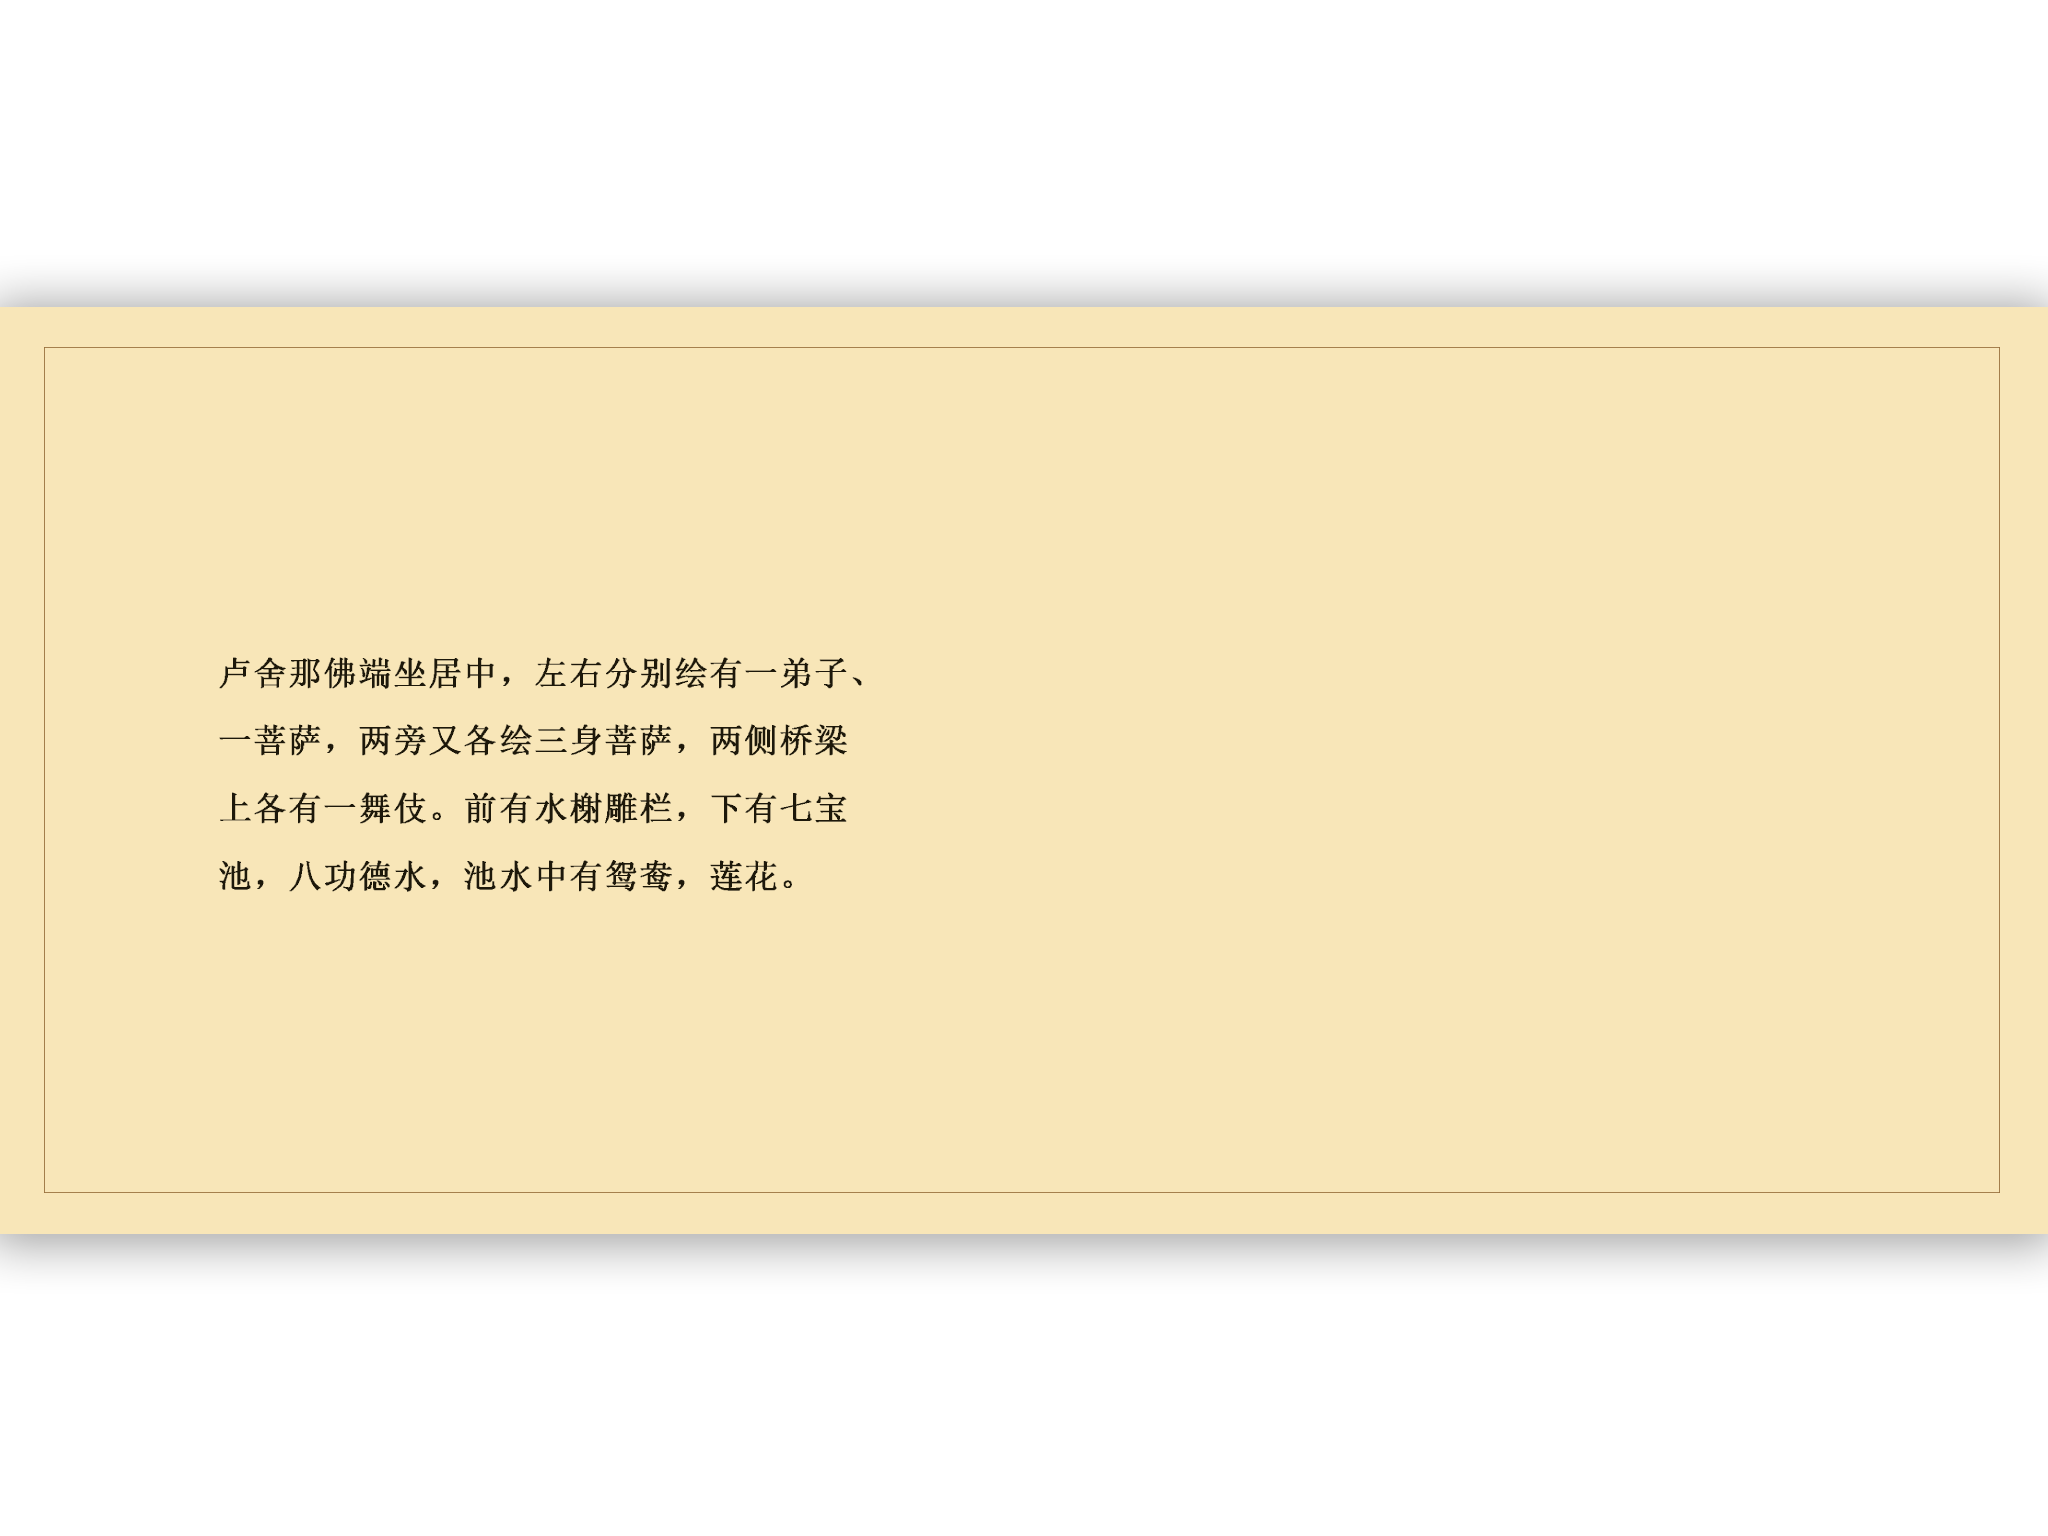 卢舍那佛端坐居中，左右分别绘有一弟子、
一菩萨，两旁又各绘三身菩萨，两侧桥梁
上各有一舞伎。前有水榭雕栏，下有七宝
池，八功德水，池水中有鸳鸯，莲花。